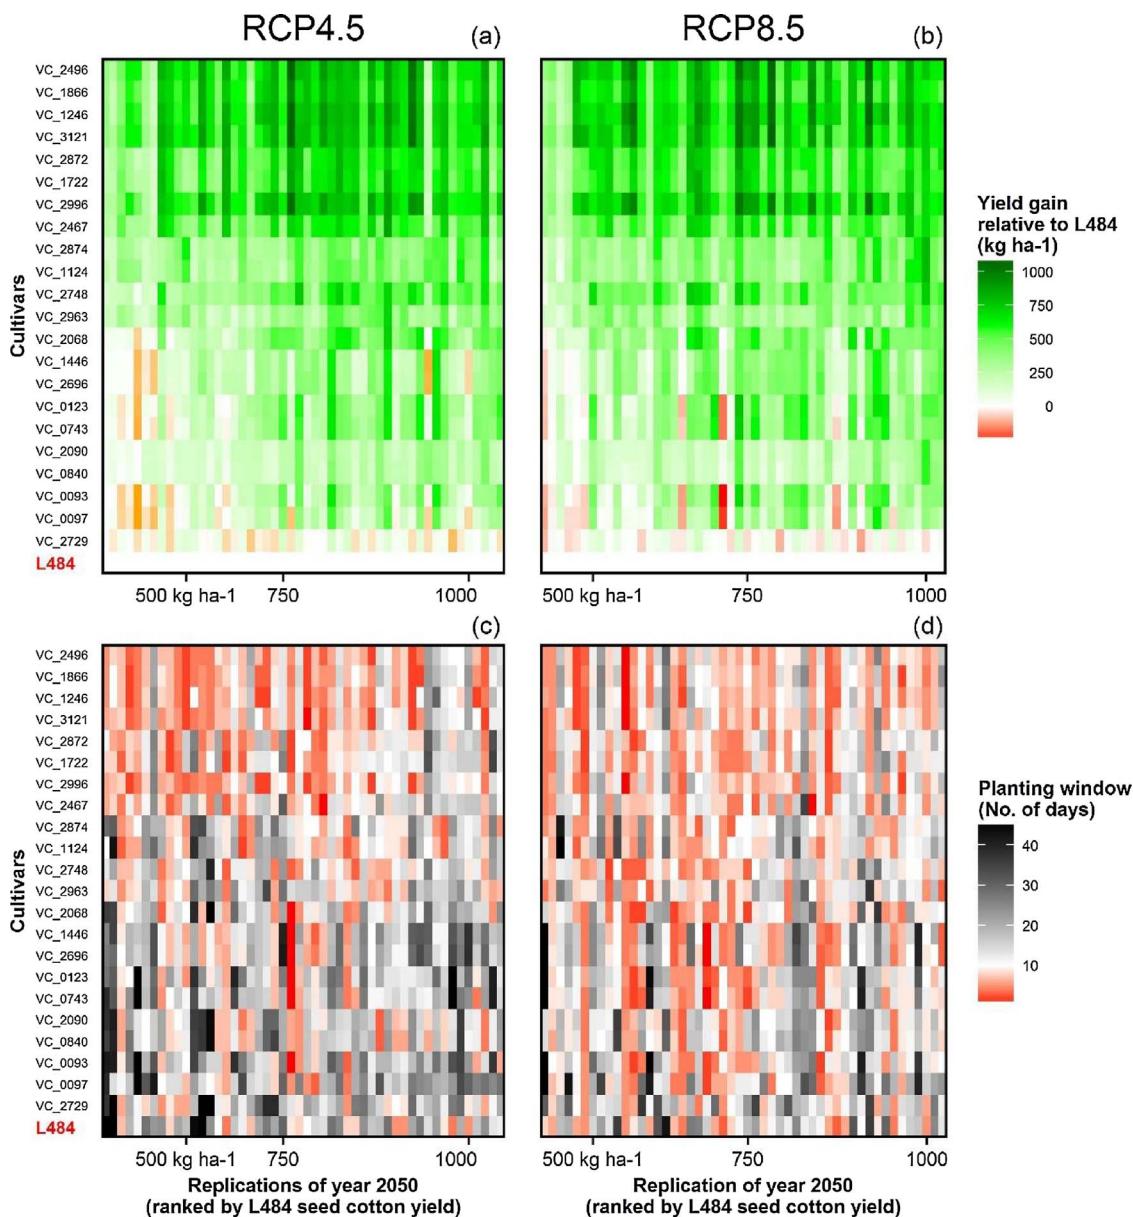 RCP4.5
(a)
RCP8.5
(b)
VC_2496
VC_1866
VC_1246
VC_3121
VC_2872
VC_1722
VC_2996
VC_2467
VC_2874
VC_1124
VC_2748
VC_2963
VC_2068
VC_1446
VC_2696
VC_0123
VC_0743
VC_2090
VC_0840
VC_0093
VC_0097
VC_2729
L484
Cultivars
500 kg ha-1
750
1000
500 kg ha-1
750
1000
Yield gain
relative to L484
(kg ha-1)
1000
750
500
250
0
(c)
(d)
VC_2496
VC_1866
VC_1246
VC_3121
VC_2872
VC_1722
VC_2996
VC_2467
VC_2874
VC_1124
VC_2748
VC_2963
VC_2068
VC_1446
VC_2696
VC_0123
VC_0743
VC_2090
VC_0840
VC_0093
VC_0097
VC_2729
L484
Cultivars
Planting window
(No. of days)
40
30
20
10
500 kg ha-1
750
1000
500 kg ha-1
750
1000
Replications of year 2050
(ranked by L484 seed cotton yield)
Replications of year 2050
(ranked by L484 seed cotton yield)